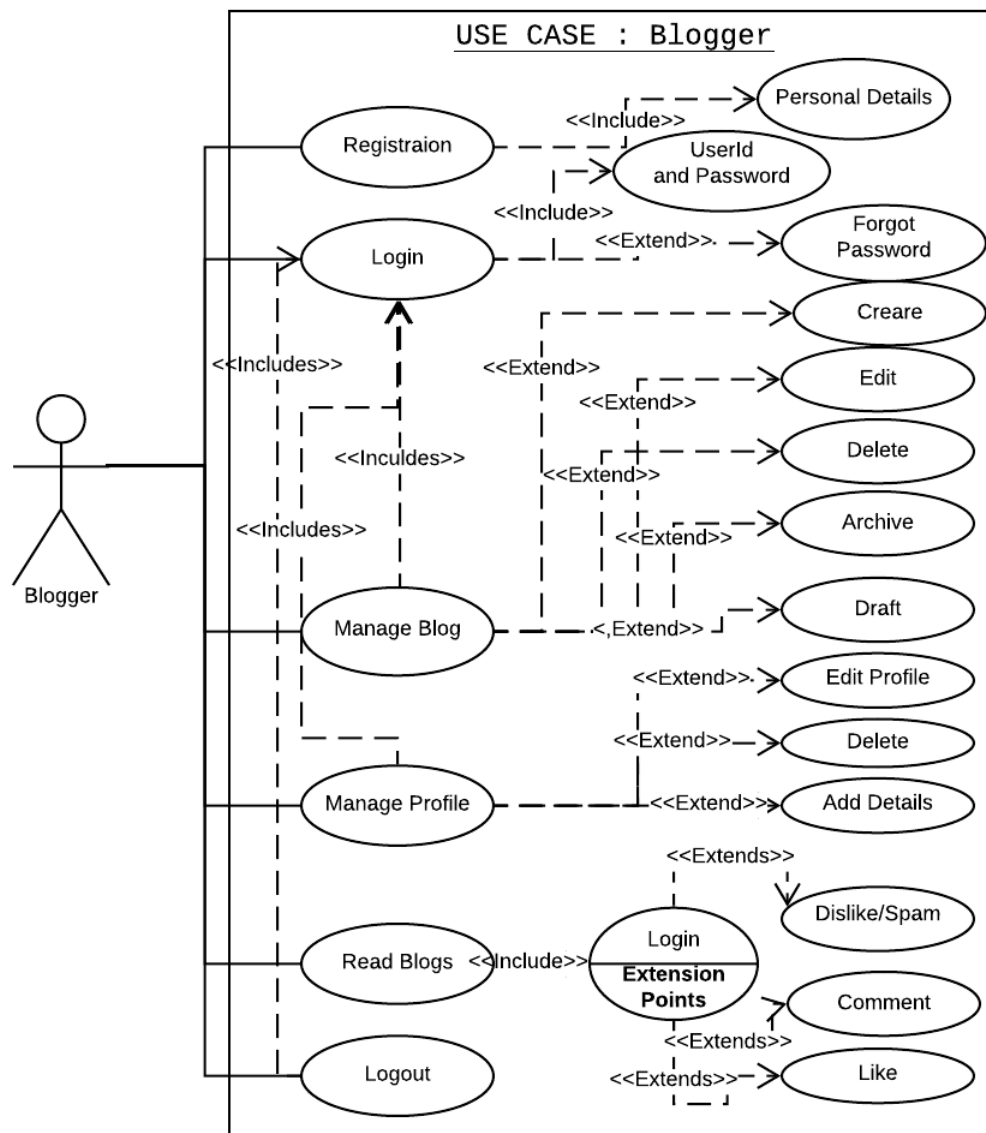 USE CASE : Blogger
Personal Details
<<Include>>
Registraion
UserId
and Password
<<Include>>
Forgot
Password
<<Extend>>
Login
Creare
<<Includes>>
<<Extend>>
Edit
<<Extend>>
Delete
<<Inculdes>>
<<Extend>>
Archive
<<Includes>>
<<Extend>>
Blogger
Draft
Manage Blog
<,Extend>>
Edit Profile
<<Extend>>
Delete
<<Extend>>
Manage Profile
<<Extend>>
Add Details
<<Extends>>
Dislike/Spam
Login
Read Blogs
<<Include>>
Extension
Points
Comment
<<Extends>>
Logout
<<Extends>>
Like